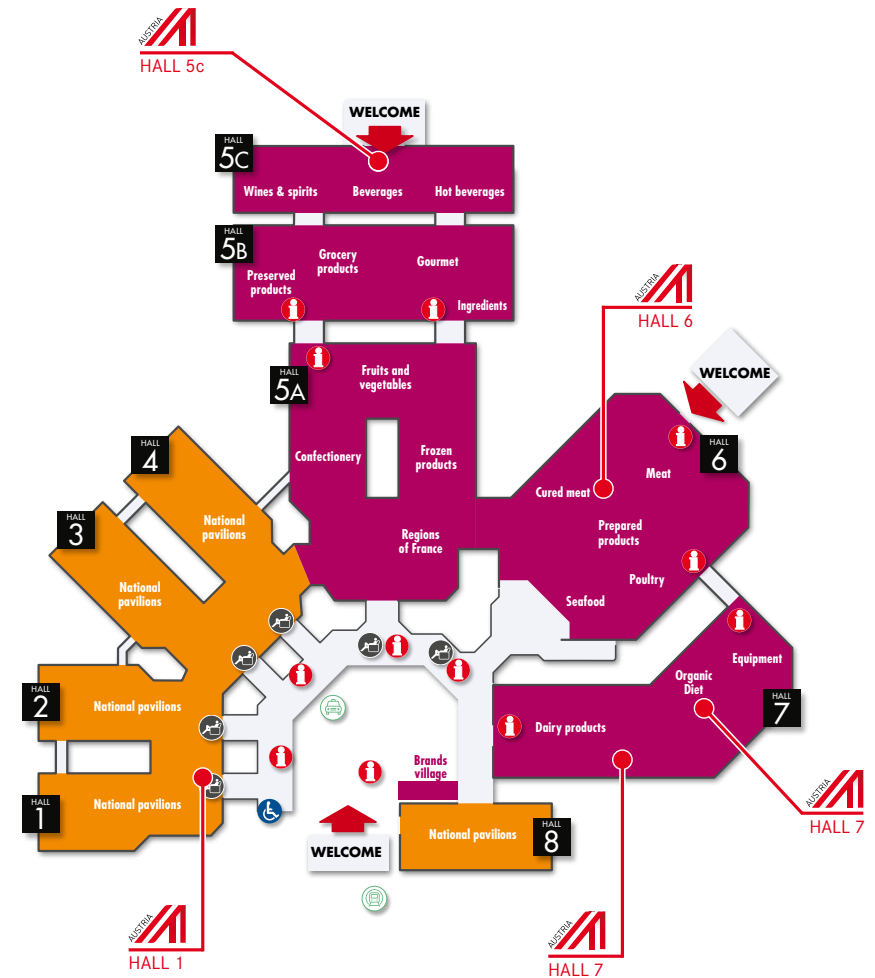 AUSTRIA
HALL 5c
WELCOME
HALL
5C
Wines & spirits
Beverages
Hot beverages
HALL
5B
Grocery
products
Gourmet
Preserved
products
Ingredients
AUSTRIA
HALL 6
WELCOME
HALL
5A
Fruits and
vegetables
Confectionery
Frozen
products
Regions
of France
HALL
6
Meat
Cured meat
Prepared
products
Poultry
Seafood
HALL
4
National
pavilions
HALL
3
National
pavilions
HALL
2
National pavilions
HALL
1
National pavilions
Equipment
Organic
Diet
HALL
7
Dairy products
Brands
village
National pavilions
HALL
8
WELCOME
AUSTRIA
HALL 7
AUSTRIA
HALL 1
AUSTRIA
HALL 7